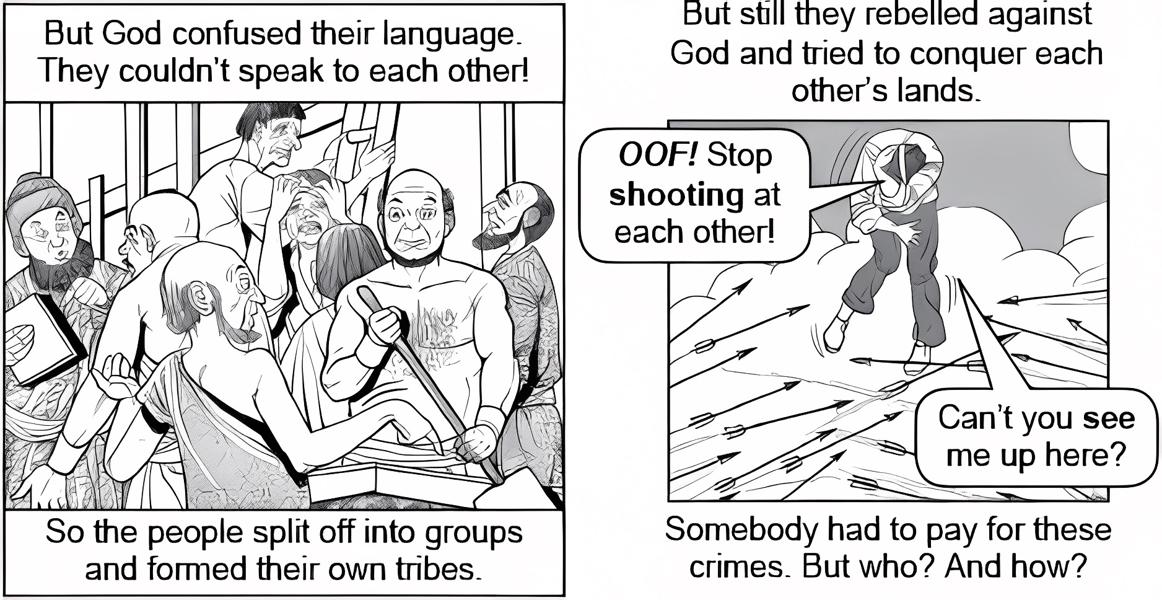 But God confused their language.
They couldn't speak to each other!
So the people split off into groups
and formed their own tribes.
But still they rebelled against
God and tried to conquer each
other's lands.
OOF! Stop
shooting at
each other!
Can't you see
me up here?
Somebody had to pay for these
crimes. But who? And how?